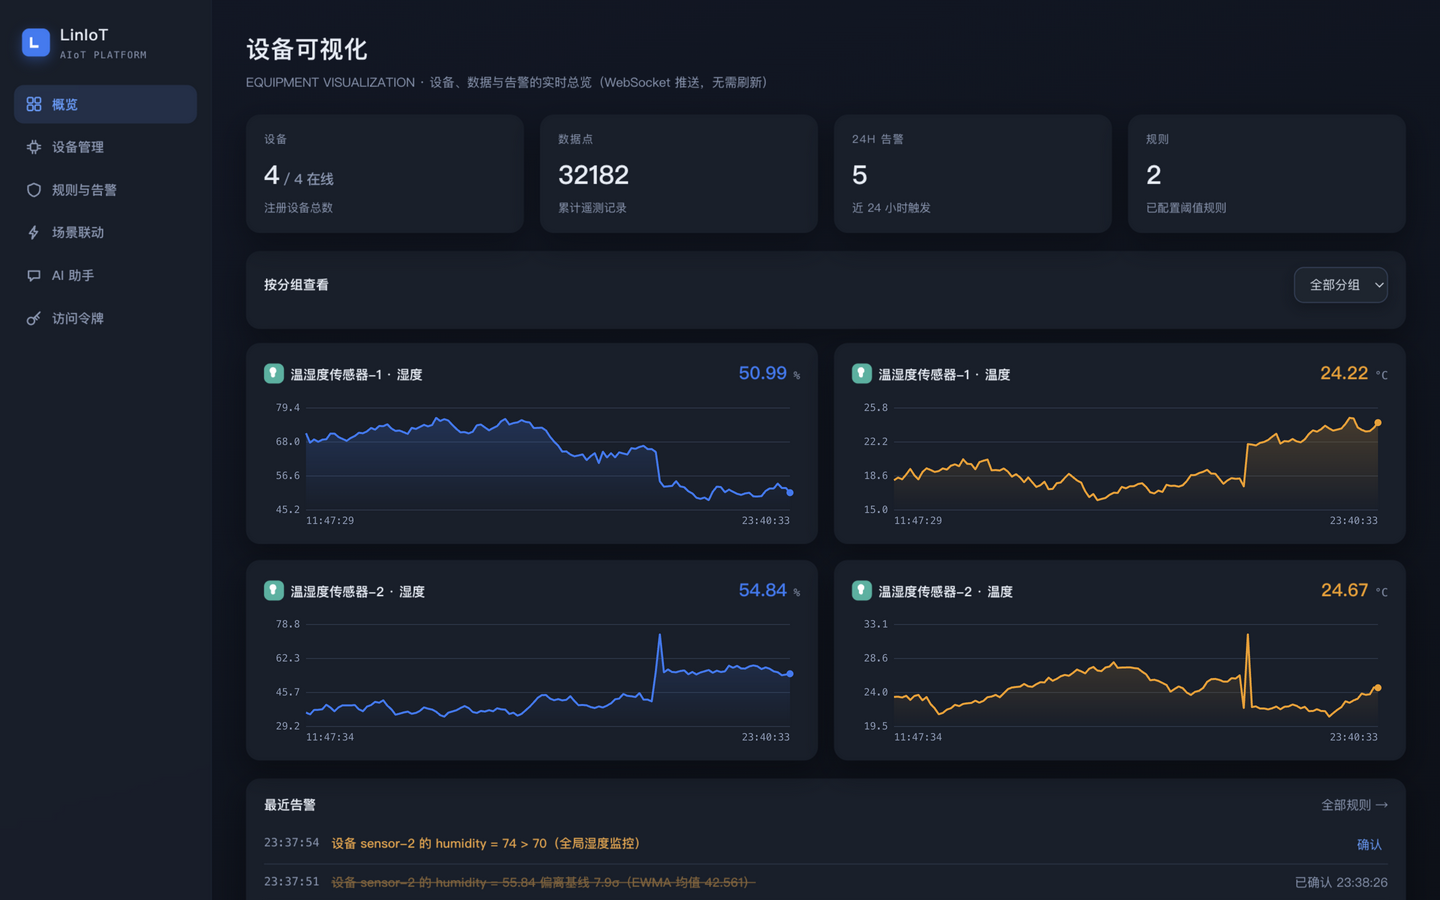 L
LinIoT
AIoT PLATFORM
概览
设备管理
规则与告警
场景联动
AI 助手
访问令牌
设备可视化
EQUIPMENT VISUALIZATION · 设备、数据与告警的实时总览（WebSocket 推送，无需刷新）
设备
4 / 4 在线
注册设备总数
数据点
32182
累计遥测记录
24H 告警
5
近 24 小时触发
规则
2
已配置阈值规则
按分组查看
全部分组
温湿度传感器-1 · 湿度
50.99 %
79.4
68.0
56.6
45.2
11:47:29
23:40:33
温湿度传感器-1 · 温度
24.22 °C
25.8
22.2
18.6
15.0
11:47:29
23:40:33
温湿度传感器-2 · 湿度
54.84 %
78.8
62.3
45.7
29.2
11:47:34
23:40:33
温湿度传感器-2 · 温度
24.67 °C
33.1
28.6
24.0
19.5
11:47:34
23:40:33
最近告警
全部规则 →
23:37:54 设备 sensor-2 的 humidity = 74 > 70（全局湿度监控） 确认
23:37:51 设备 sensor-2 的 humidity = 55.84 偏离基线 7.9σ（EWMA 均值 42.561） 已确认 23:38:26